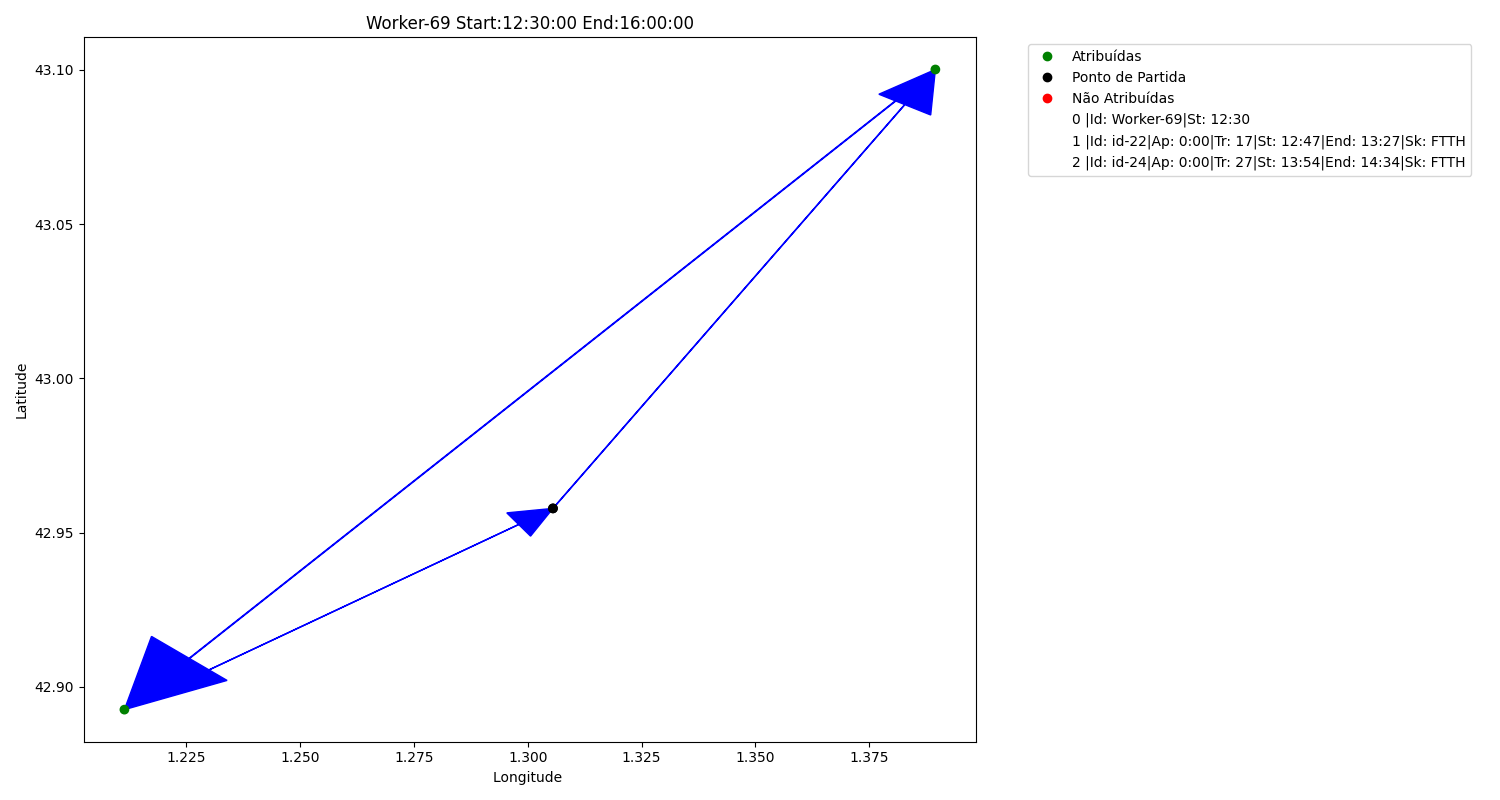 Worker-69 Start:12:30:00 End:16:00:00
43.10
43.05
43.00
42.95
42.90
Latitude
1.225
1.250
1.275
1.300
1.325
1.350
1.375
Longitude
Atribuídas
Ponto de Partida
Não Atribuídas
0 |Id: Worker-69|St: 12:30
1 |Id: id-22|Ap: 0:00|Tr: 17|St: 12:47|End: 13:27|Sk: FTTH
2 |Id: id-24|Ap: 0:00|Tr: 27|St: 13:54|End: 14:34|Sk: FTTH